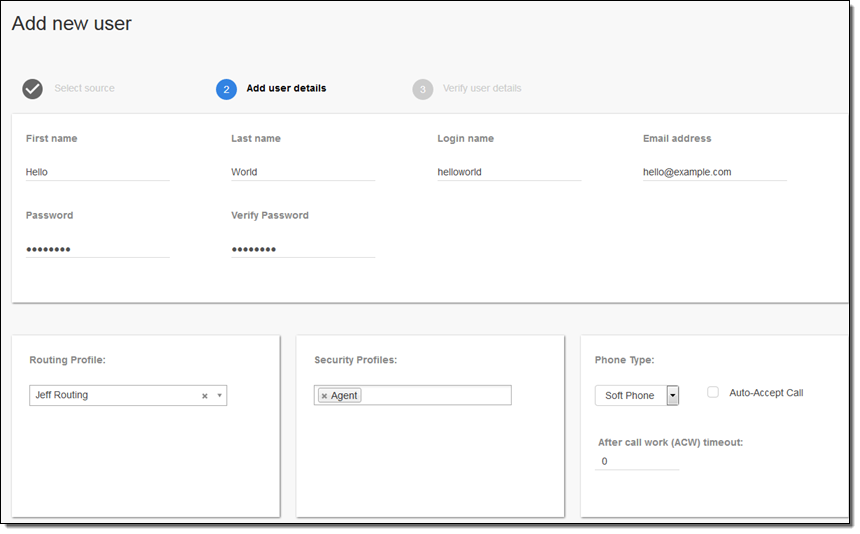 Add new user
Select source 2 Add user details 3 Verify user details
First name Last name Login name Email address
Hello World helloworld hello@example.com
Password Verify Password
•••••••• ••••••••
Routing Profile: Security Profiles: Phone Type:
Jeff Routing × × Agent Soft Phone Auto-Accept Call
After call work (ACW) timeout:
0